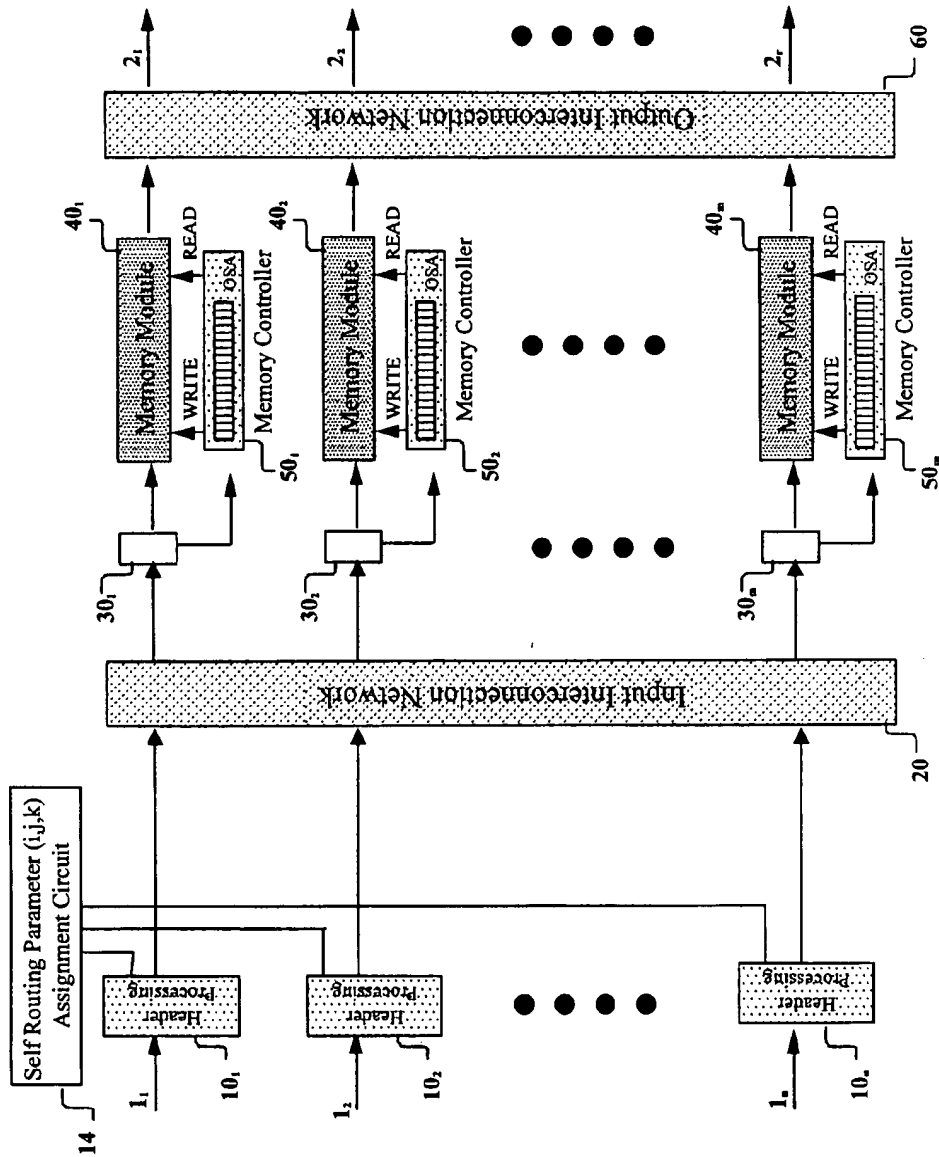 14
Self Routing Parameter (i,j,k)
Assignment Circuit
1₁
Header
Processing
10₁
1₂
Header
Processing
10₂
1ₙ
Header
Processing
10ₙ
Input Interconnection Network
20
30₁
30₂
30ₘ
40₁
Memory Module
WRITE
READ
OSA
Memory Controller
50₁
40₂
Memory Module
WRITE
READ
OSA
Memory Controller
50₂
40ₘ
Memory Module
WRITE
READ
OSA
Memory Controller
50ₘ
Output Interconnection Network
60
2₁
2₂
2ᵣ